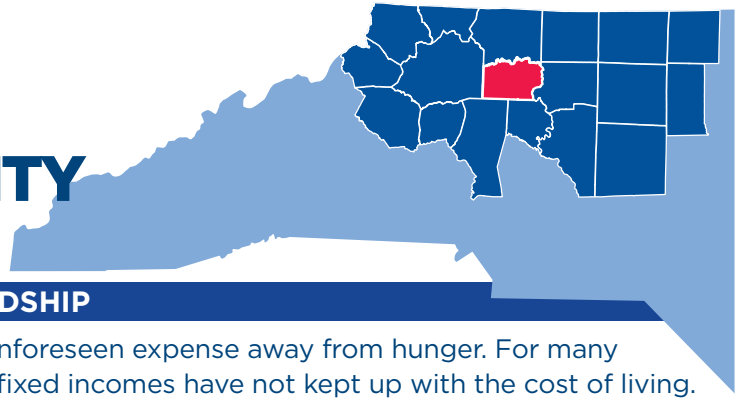 ITY
DSHIP
nforeseen expense away from hunger. For many
fixed incomes have not kept up with the cost of living.